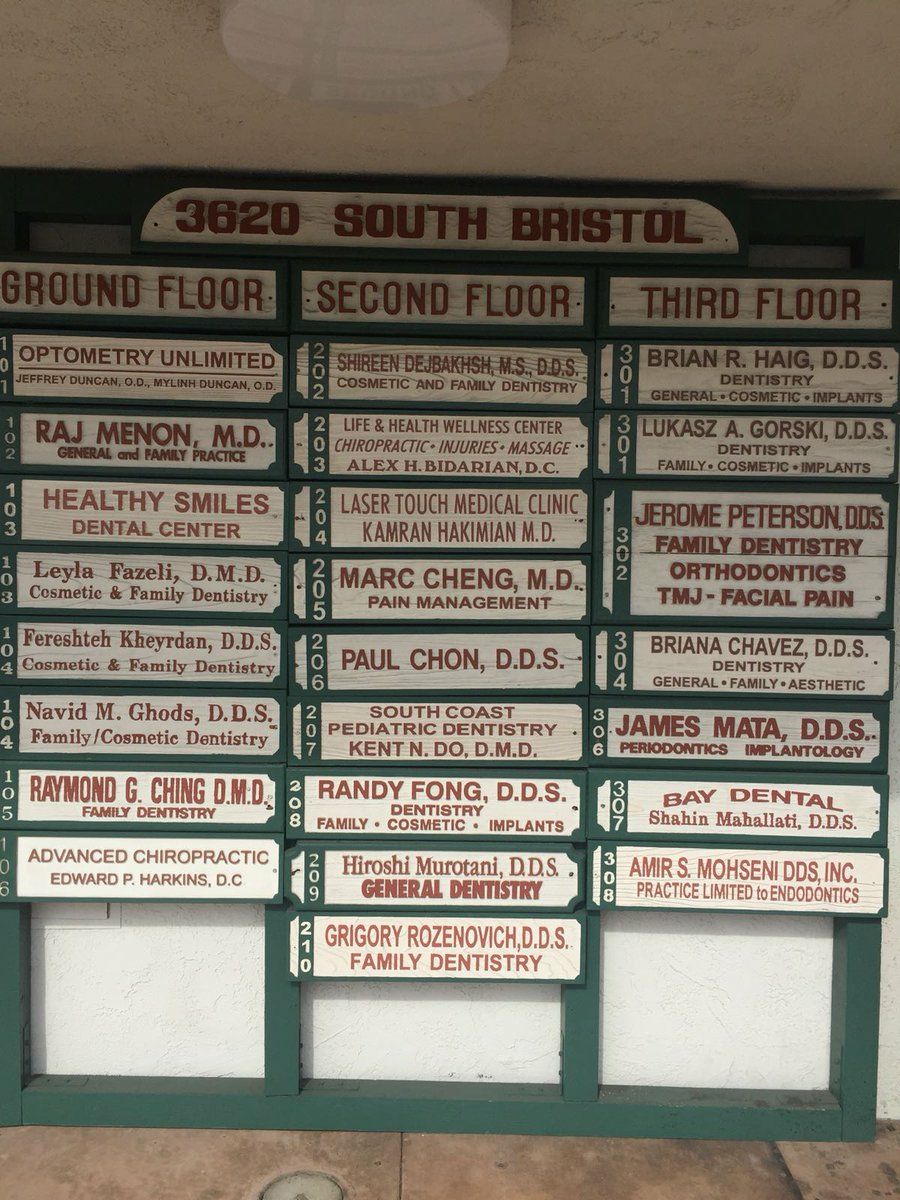 3620 SOUTH BRISTOL
GROUND FLOOR
101
OPTOMETRY UNLIMITED
JEFFREY DUNCAN, O.D., MYLINH DUNCAN, O.D.
102
RAJ MENON, M.D.
GENERAL and FAMILY PRACTICE
103
HEALTHY SMILES
DENTAL CENTER
103
Leyla Fazeli, D.M.D.
Cosmetic & Family Dentistry
104
Fereshteh Kheyrdan, D.D.S.
Cosmetic & Family Dentistry
104
Navid M. Ghods, D.D.S.
Family/Cosmetic Dentistry
105
RAYMOND G. CHING D.M.D.
FAMILY DENTISTRY
106
ADVANCED CHIROPRACTIC
EDWARD P. HARKINS, D.C
SECOND FLOOR
202
SHIREEN DEJBAKHSH, M.S., D.D.S.
COSMETIC AND FAMILY DENTISTRY
203
LIFE & HEALTH WELLNESS CENTER
CHIROPRACTIC • INJURIES • MASSAGE
ALEX H. BIDARIAN, D.C.
204
LASER TOUCH MEDICAL CLINIC
KAMRAN HAKIMIAN M.D.
205
MARC CHENG, M.D.
PAIN MANAGEMENT
206
PAUL CHON, D.D.S.
207
SOUTH COAST
PEDIATRIC DENTISTRY
KENT N. DO, D.M.D.
208
RANDY FONG, D.D.S.
DENTISTRY
FAMILY • COSMETIC • IMPLANTS
209
Hiroshi Murotani, D.D.S.
GENERAL DENTISTRY
210
GRIGORY ROZENOVICH, D.D.S.
FAMILY DENTISTRY
THIRD FLOOR
301
BRIAN R. HAIG, D.D.S.
DENTISTRY
GENERAL • COSMETIC • IMPLANTS
301
LUKASZ A. GORSKI, D.D.S.
DENTISTRY
FAMILY • COSMETIC • IMPLANTS
302
JEROME PETERSON, D.D.S.
FAMILY DENTISTRY
ORTHODONTICS
TMJ - FACIAL PAIN
304
BRIANA CHAVEZ, D.D.S.
DENTISTRY
GENERAL • FAMILY • AESTHETIC
306
JAMES MATA, D.D.S.
PERIODONTICS IMPLANTOLOGY
307
BAY DENTAL
Shahin Mahallati, D.D.S.
308
AMIR S. MOHSENI DDS, INC.
PRACTICE LIMITED to ENDODONTICS